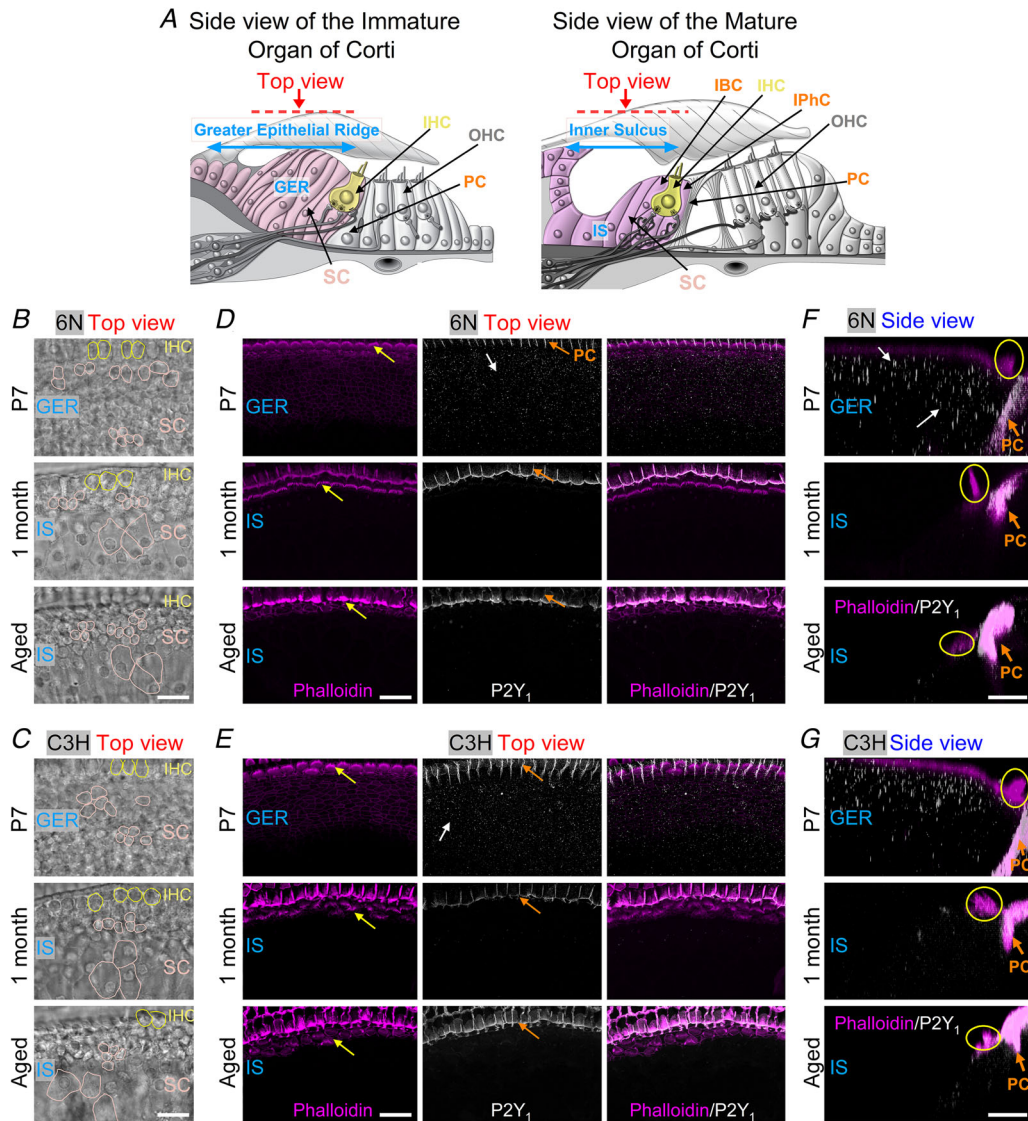 A
Side view of the Immature
Organ of Corti
Top view
Greater Epithelial Ridge
IHC
OHC
PC
GER
SC
Side view of the Mature
Organ of Corti
Top view
Inner Sulcus
IBC
IHC
IPhC
OHC
PC
IS
SC
B 6N Top view
P7
IHC
GER
SC
1 month
IHC
IS
SC
Aged
IHC
IS
SC
D 6N Top view
P7
GER
PC
1 month
IS
Aged
IS
Phalloidin
P2Y₁
Phalloidin/P2Y₁
F 6N Side view
P7
GER
PC
1 month
IS
PC
Aged
Phalloidin/P2Y₁
IS
PC
C C3H Top view
P7
IHC
GER
SC
1 month
IHC
IS
SC
Aged
IHC
IS
SC
E C3H Top view
P7
GER
1 month
IS
Aged
IS
Phalloidin
P2Y₁
Phalloidin/P2Y₁
G C3H Side view
P7
GER
PC
1 month
IS
PC
Aged
Phalloidin/P2Y₁
IS
PC